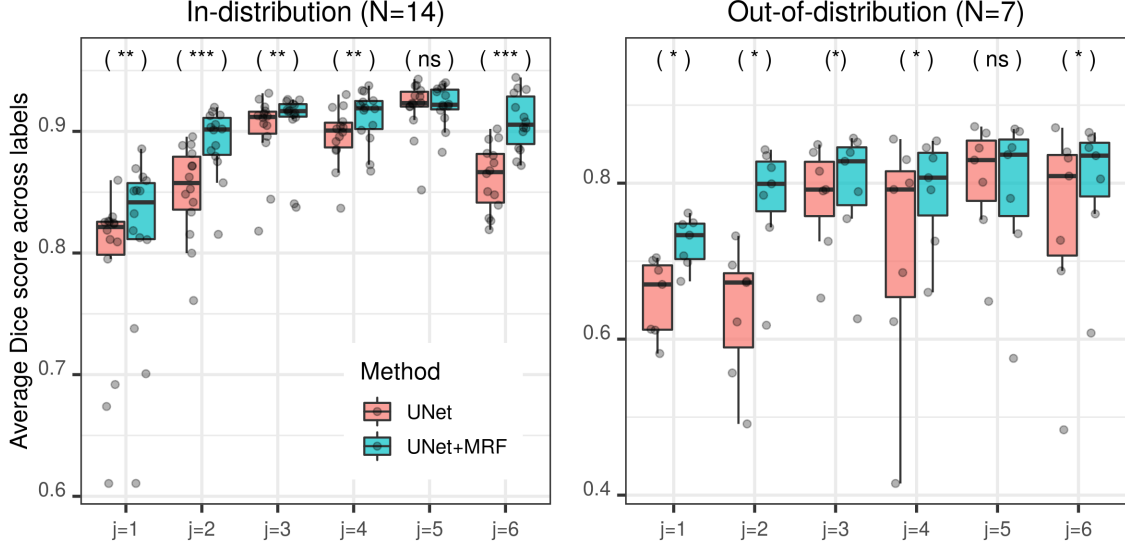 In-distribution (N=14)
Out-of-distribution (N=7)
( ** ) ( *** ) ( ** ) ( ** ) ( ns ) ( *** )
( * ) ( * ) (*) ( * ) ( ns ) ( * )
Average Dice score across labels
0.9
0.8
0.7
0.6
0.8
0.6
0.4
Method
UNet
UNet+MRF
j=1 j=2 j=3 j=4 j=5 j=6
j=1 j=2 j=3 j=4 j=5 j=6